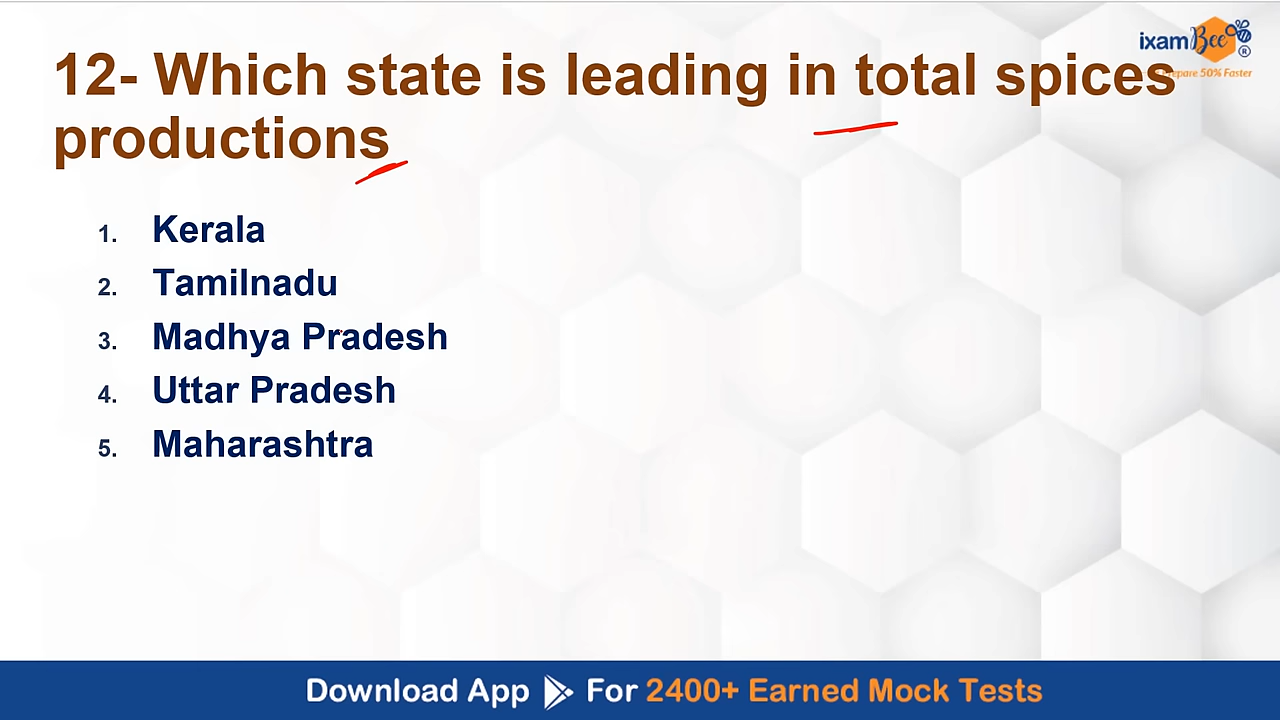 ixamBee
®
Prepare 50% Faster
12- Which state is leading in total spices
productions
1. Kerala
2. Tamilnadu
3. Madhya Pradesh
4. Uttar Pradesh
5. Maharashtra
Download App For 2400+ Earned Mock Tests